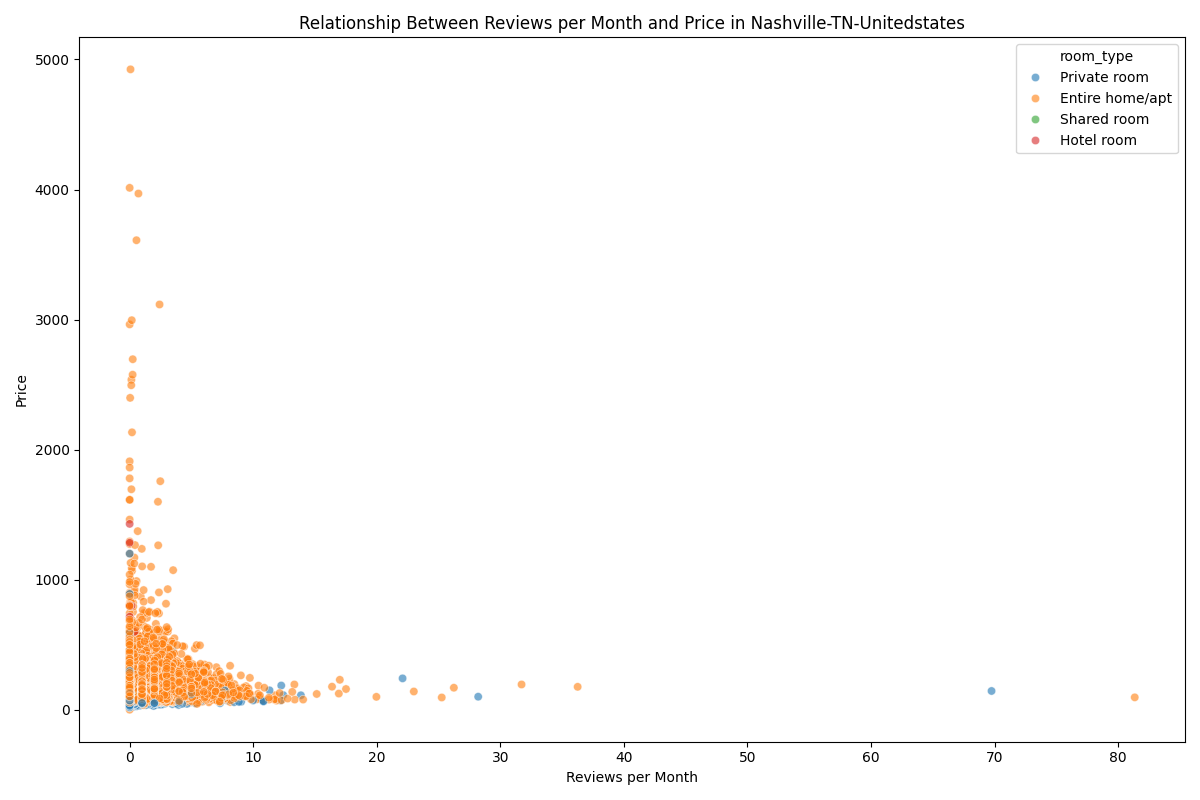 Relationship Between Reviews per Month and Price in Nashville-TN-Unitedstates
room_type
Private room
Entire home/apt
Shared room
Hotel room
5000
4000
3000
2000
1000
0
Price
0 10 20 30 40 50 60 70 80
Reviews per Month